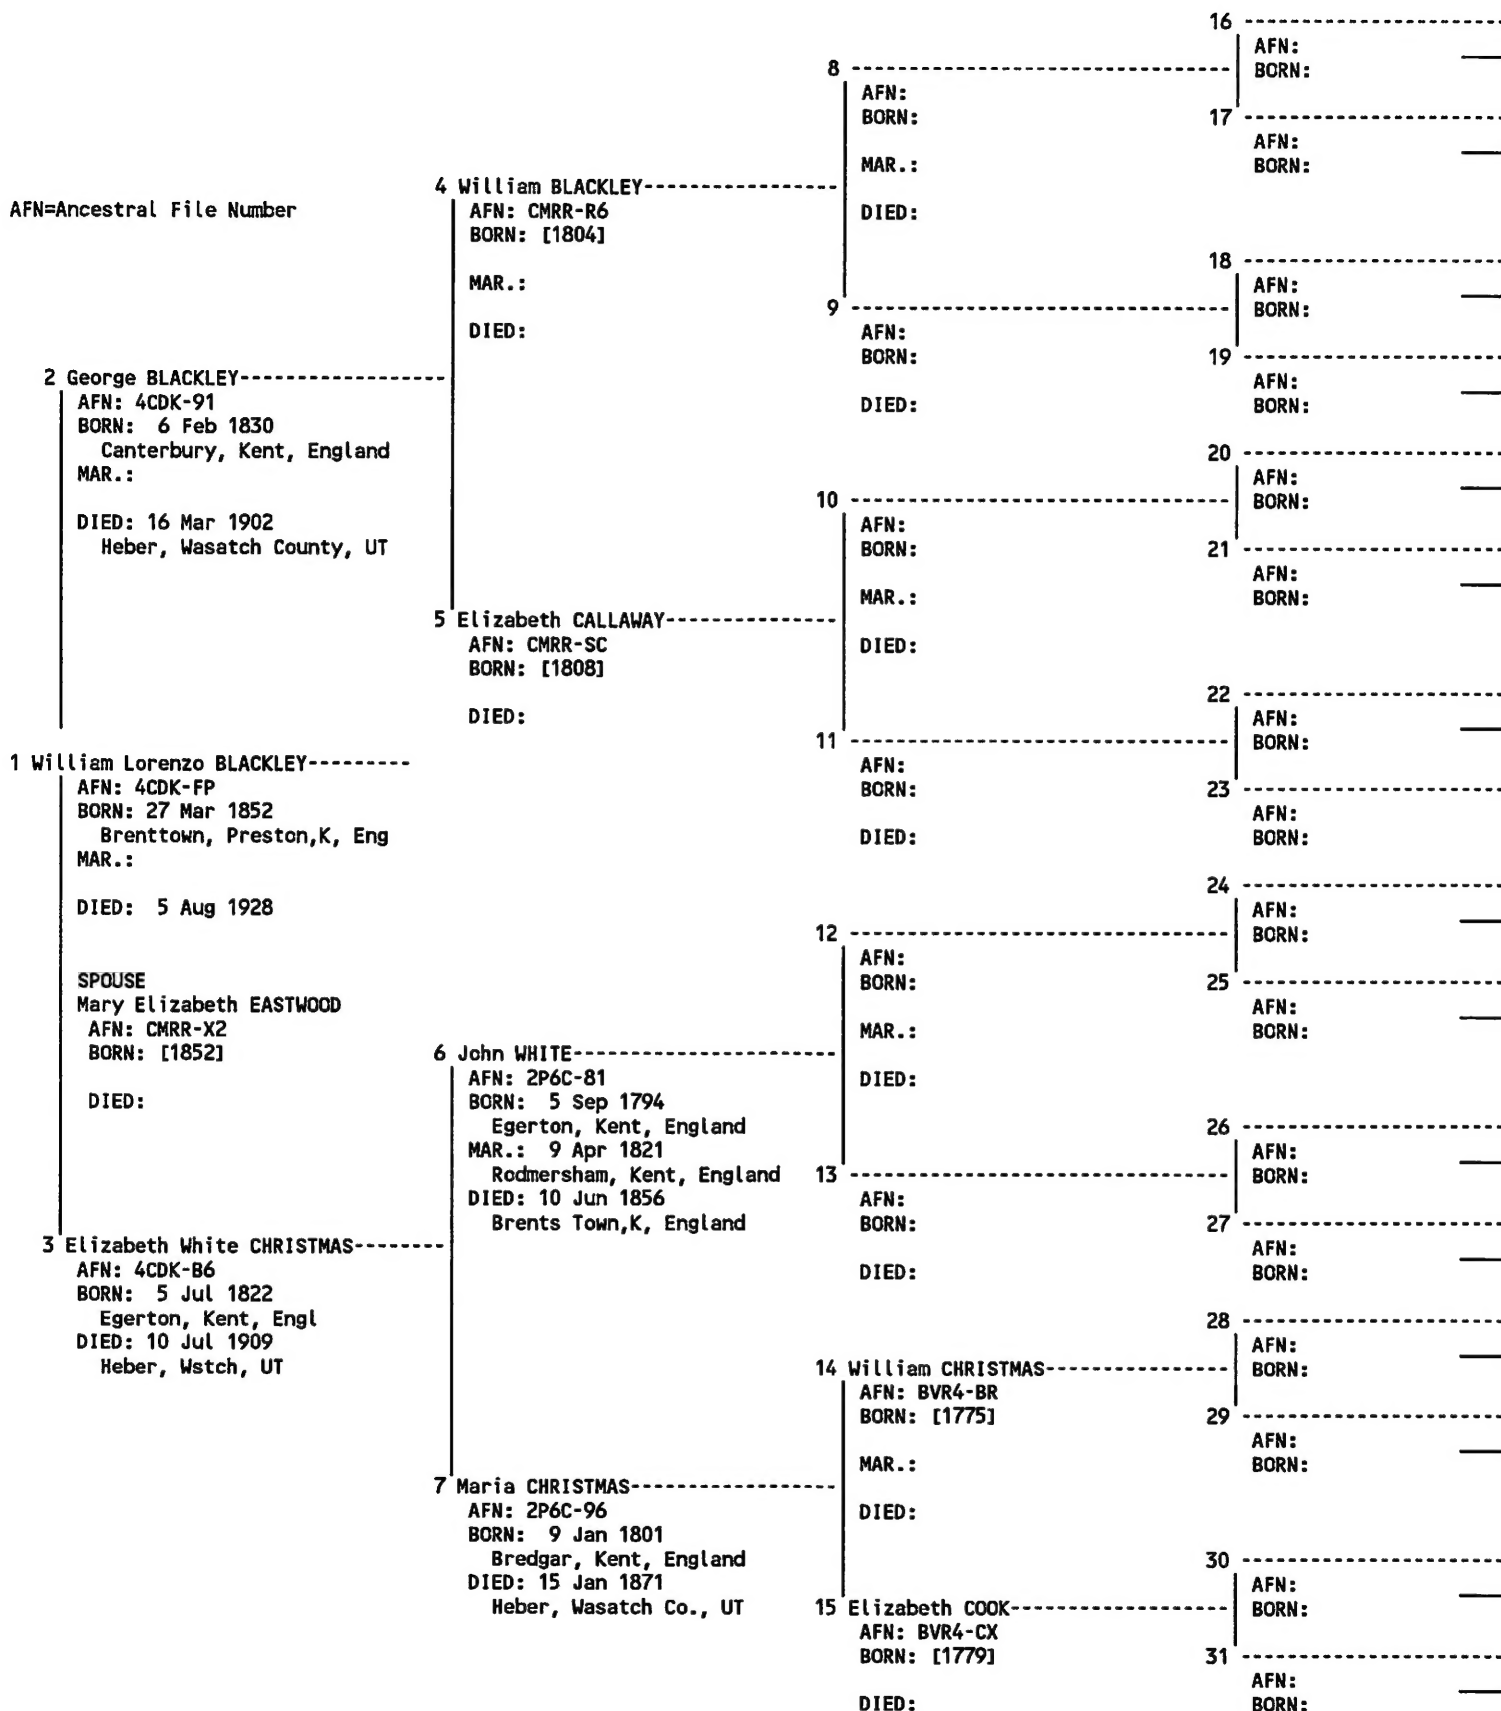 AFN=Ancestral File Number
1 William Lorenzo BLACKLEY---------
AFN: 4CDK-FP
BORN: 27 Mar 1852
Brenttown, Preston,K, Eng
MAR.:
DIED: 5 Aug 1928
SPOUSE
Mary Elizabeth EASTWOOD
AFN: CMRR-X2
BORN: [1852]
DIED:
2 George BLACKLEY-----------------
AFN: 4CDK-91
BORN: 6 Feb 1830
Canterbury, Kent, England
MAR.:
DIED: 16 Mar 1902
Heber, Wasatch County, UT
3 Elizabeth White CHRISTMAS--------
AFN: 4CDK-B6
BORN: 5 Jul 1822
Egerton, Kent, Engl
DIED: 10 Jul 1909
Heber, Wstch, UT
4 William BLACKLEY----------------
AFN: CMRR-R6
BORN: [1804]
MAR.:
DIED:
5 Elizabeth CALLAWAY--------------
AFN: CMRR-SC
BORN: [1808]
DIED:
6 John WHITE----------------------
AFN: 2P6C-81
BORN: 5 Sep 1794
Egerton, Kent, England
MAR.: 9 Apr 1821
Rodmersham, Kent, England
DIED: 10 Jun 1856
Brents Town,K, England
7 Maria CHRISTMAS-----------------
AFN: 2P6C-96
BORN: 9 Jan 1801
Bredgar, Kent, England
DIED: 15 Jan 1871
Heber, Wasatch Co., UT
8 --------------------------------
AFN:
BORN:
MAR.:
DIED:
9 --------------------------------
AFN:
BORN:
DIED:
10 --------------------------------
AFN:
BORN:
MAR.:
DIED:
11 --------------------------------
AFN:
BORN:
DIED:
12 --------------------------------
AFN:
BORN:
MAR.:
DIED:
13 --------------------------------
AFN:
BORN:
DIED:
14 William CHRISTMAS---------------
AFN: BVR4-BR
BORN: [1775]
MAR.:
DIED:
15 Elizabeth COOK------------------
AFN: BVR4-CX
BORN: [1779]
DIED:
16 ----------------------
AFN:
BORN:
17 ----------------------
AFN:
BORN:
18 ----------------------
AFN:
BORN:
19 ----------------------
AFN:
BORN:
20 ----------------------
AFN:
BORN:
21 ----------------------
AFN:
BORN:
22 ----------------------
AFN:
BORN:
23 ----------------------
AFN:
BORN:
24 ----------------------
AFN:
BORN:
25 ----------------------
AFN:
BORN:
26 ----------------------
AFN:
BORN:
27 ----------------------
AFN:
BORN:
28 ----------------------
AFN:
BORN:
29 ----------------------
AFN:
BORN:
30 ----------------------
AFN:
BORN:
31 ----------------------
AFN:
BORN: